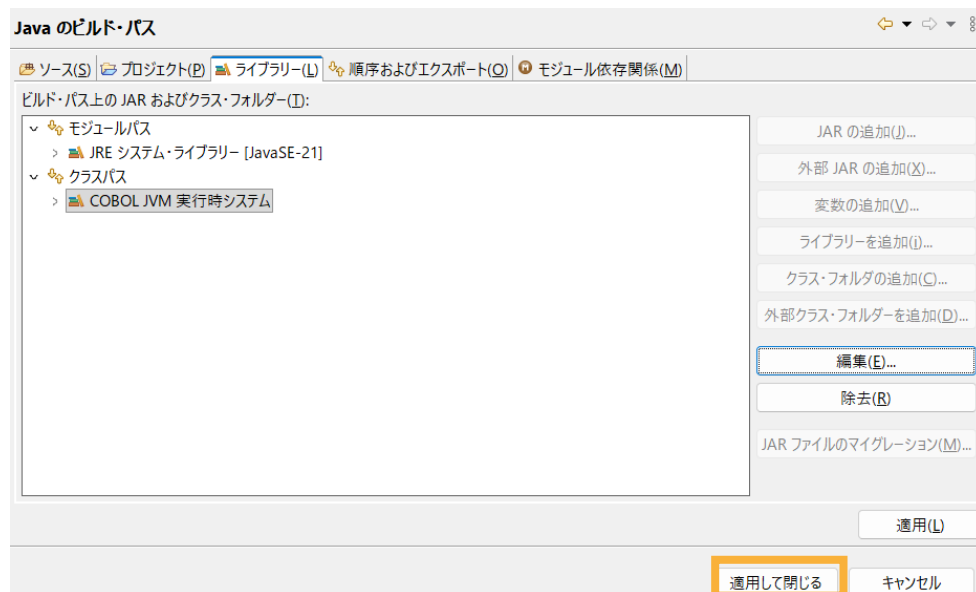 Java のビルド・パス
ソース(S) プロジェクト(P) ライブラリー(L) 順序およびエクスポート(O) モジュール依存関係(M)
ビルド・パス上の JAR およびクラス・フォルダー(T):
モジュールパス
JRE システム・ライブラリー [JavaSE-21]
クラスパス
COBOL JVM 実行時システム
JAR の追加(J)...
外部 JAR の追加(X)...
変数の追加(V)...
ライブラリーを追加(i)...
クラス・フォルダの追加(C)...
外部クラス・フォルダーを追加(D)...
編集(E)...
除去(R)
JAR ファイルのマイグレーション(M)...
適用(L)
適用して閉じる キャンセル